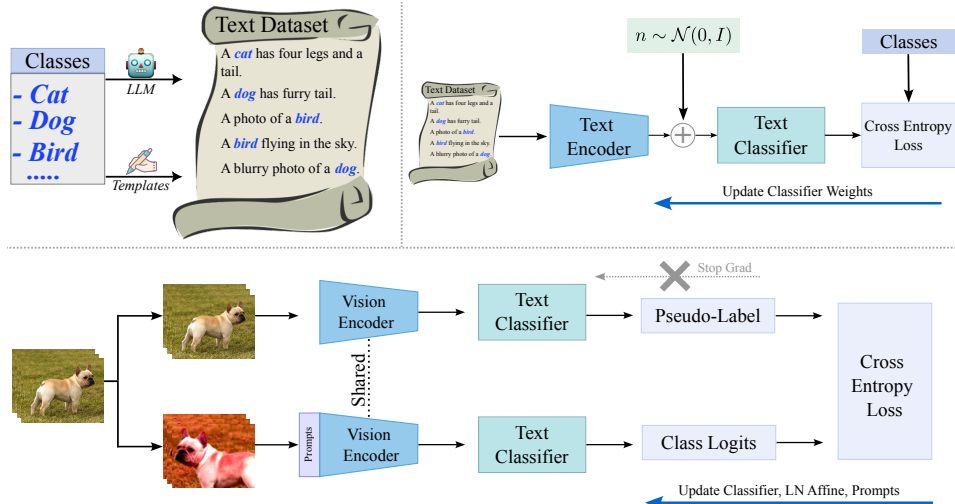 Classes
- Cat
- Dog
- Bird
.....
LLM
Templates
Text Dataset
A cat has four legs and a
tail.
A dog has furry tail.
A photo of a bird.
A bird flying in the sky.
A blurry photo of a dog.
Text Dataset
A cat has four legs and a
tail.
A dog has furry tail.
A photo of a bird.
A bird flying in the sky.
A blurry photo of a dog.
Text
Encoder
n ∼ 𝒩(0, I)
Text
Classifier
Classes
Cross Entropy
Loss
Update Classifier Weights
Vision
Encoder
Text
Classifier
Stop Grad
Pseudo-Label
Shared
Prompts
Vision
Encoder
Text
Classifier
Class Logits
Cross
Entropy
Loss
Update Classifier, LN Affine, Prompts